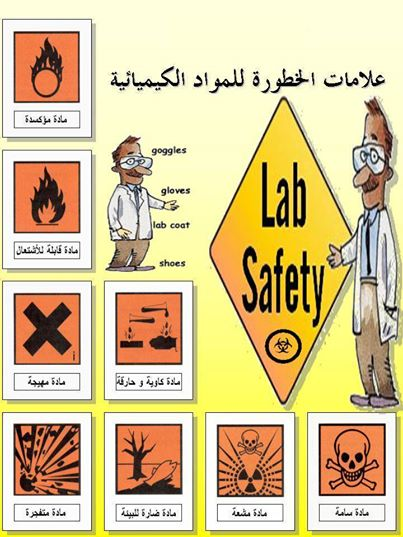 علامات الخطورة للمواد الكيميائية
مادة مؤكسدة
goggles
gloves
lab coat
shoes
Lab
Safety
مادة قابلة للأشتعال
مادة مهيجة
i
مادة كاوية و حارقة
مادة متفجرة
مادة ضارة للبيئة
مادة مشعة
مادة سامة